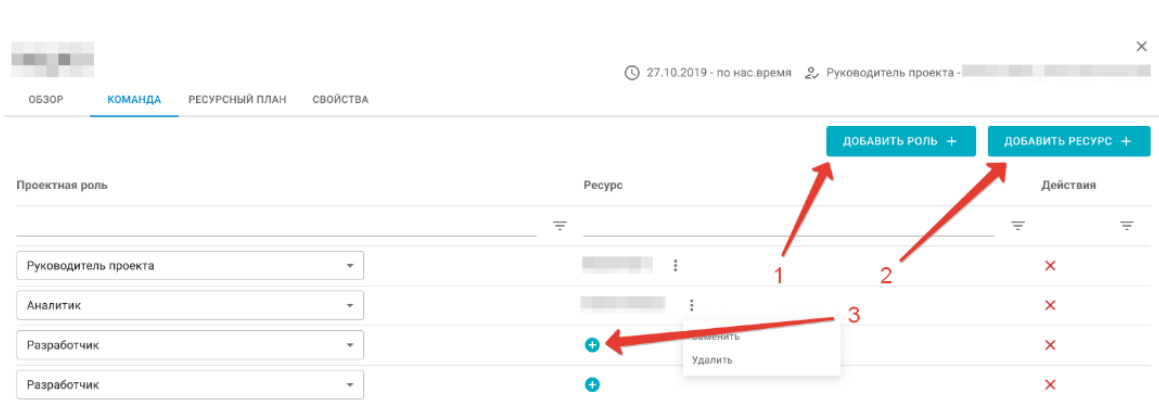 27.10.2019 - по нас.время Руководитель проекта -
ОБЗОР КОМАНДА РЕСУРСНЫЙ ПЛАН СВОЙСТВА
ДОБАВИТЬ РОЛЬ + ДОБАВИТЬ РЕСУРС +
Проектная роль Ресурс Действия
1 2
Руководитель проекта
Аналитик
3
Заменить
Разработчик
Удалить
Разработчик